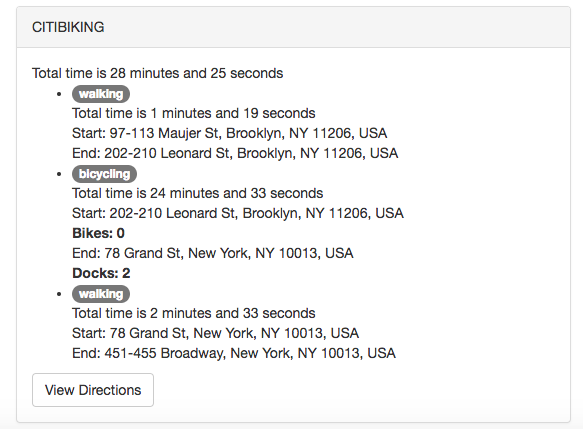 CITIBIKING
Total time is 28 minutes and 25 seconds
walking
Total time is 1 minutes and 19 seconds
Start: 97-113 Maujer St, Brooklyn, NY 11206, USA
End: 202-210 Leonard St, Brooklyn, NY 11206, USA
bicycling
Total time is 24 minutes and 33 seconds
Start: 202-210 Leonard St, Brooklyn, NY 11206, USA
Bikes: 0
End: 78 Grand St, New York, NY 10013, USA
Docks: 2
walking
Total time is 2 minutes and 33 seconds
Start: 78 Grand St, New York, NY 10013, USA
End: 451-455 Broadway, New York, NY 10013, USA
View Directions